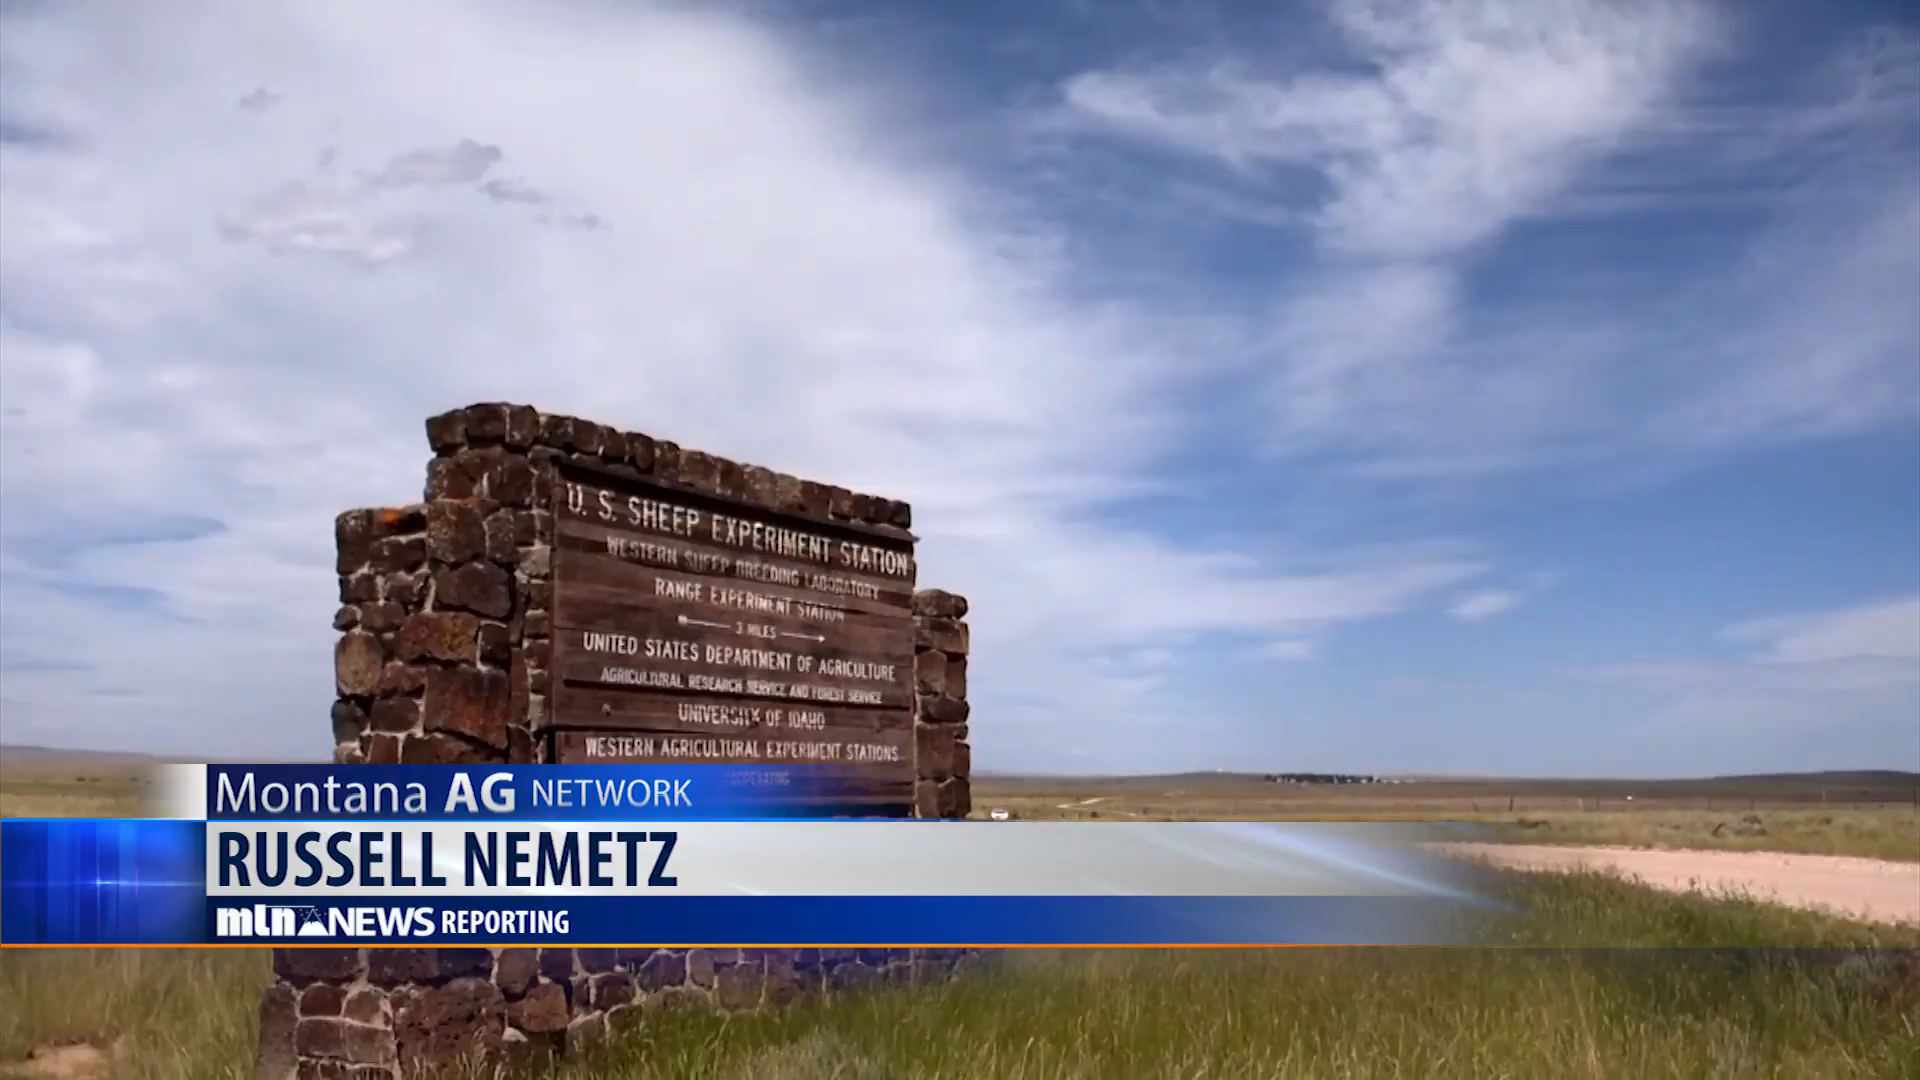 U. S. SHEEP EXPERIMENT STATION
WESTERN SHEEP BREEDING LABORATORY
RANGE EXPERIMENT STATION
3 MILES
UNITED STATES DEPARTMENT OF AGRICULTURE
AGRICULTURAL RESEARCH SERVICE AND FOREST SERVICE
UNIVERSITY OF IDAHO
WESTERN AGRICULTURAL EXPERIMENT STATIONS
COOPERATING
Montana AG NETWORK
RUSSELL NEMETZ
mtn NEWS REPORTING